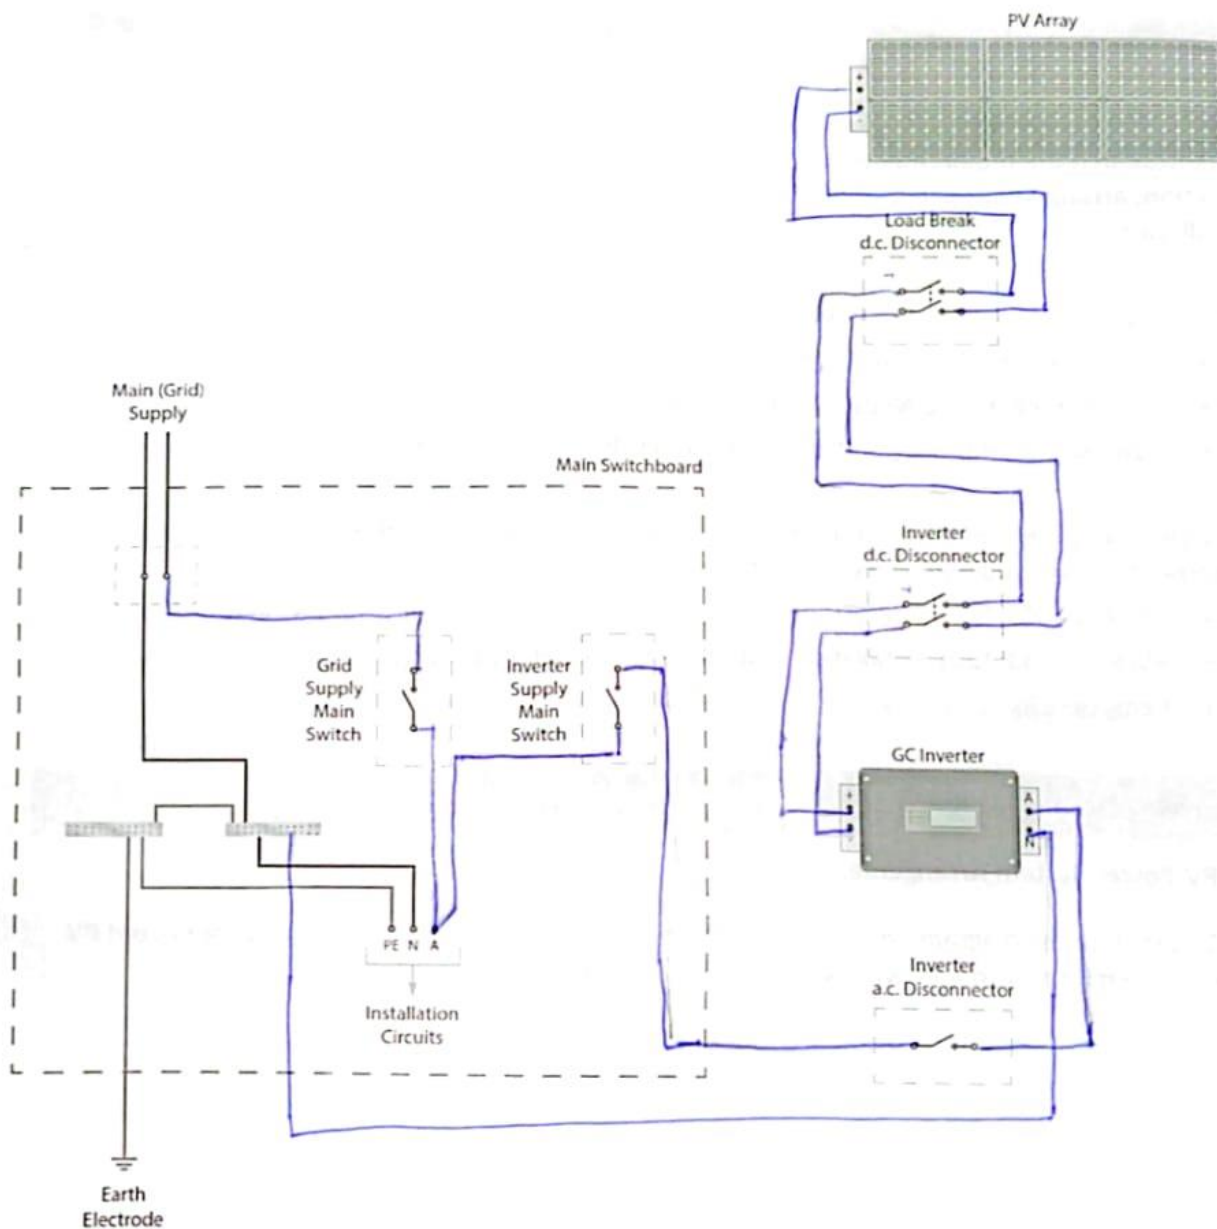 PV Array
+
-
Load Break
d.c. Disconnector
Main (Grid)
Supply
Main Switchboard
Inverter
d.c. Disconnector
Grid
Supply
Main
Switch
Inverter
Supply
Main
Switch
GC Inverter
+
-
A
N
PE N A
Installation
Circuits
Inverter
a.c. Disconnector
Earth
Electrode